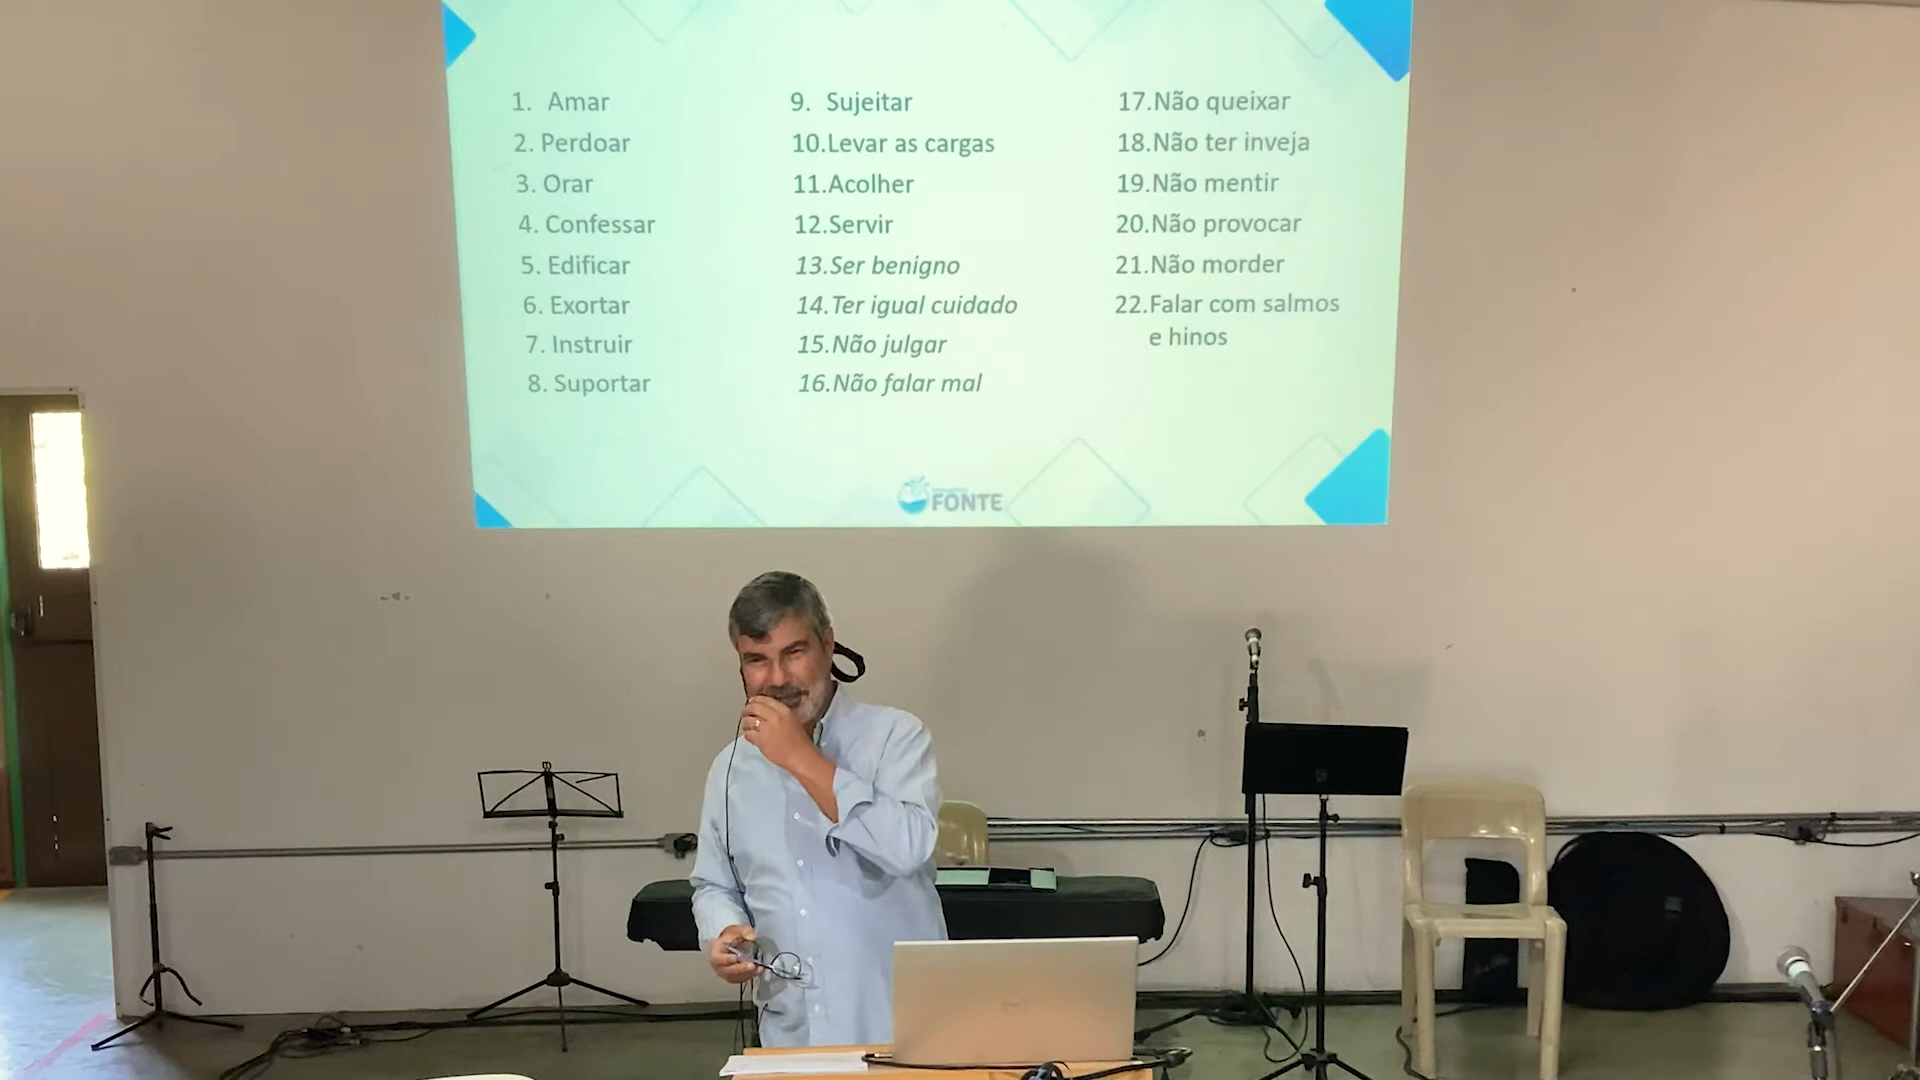 1. Amar
2. Perdoar
3. Orar
4. Confessar
5. Edificar
6. Exortar
7. Instruir
8. Suportar
9. Sujeitar
10.Levar as cargas
11.Acolher
12.Servir
13.Ser benigno
14.Ter igual cuidado
15.Não julgar
16.Não falar mal
17.Não queixar
18.Não ter inveja
19.Não mentir
20.Não provocar
21.Não morder
22.Falar com salmos
e hinos
FONTE